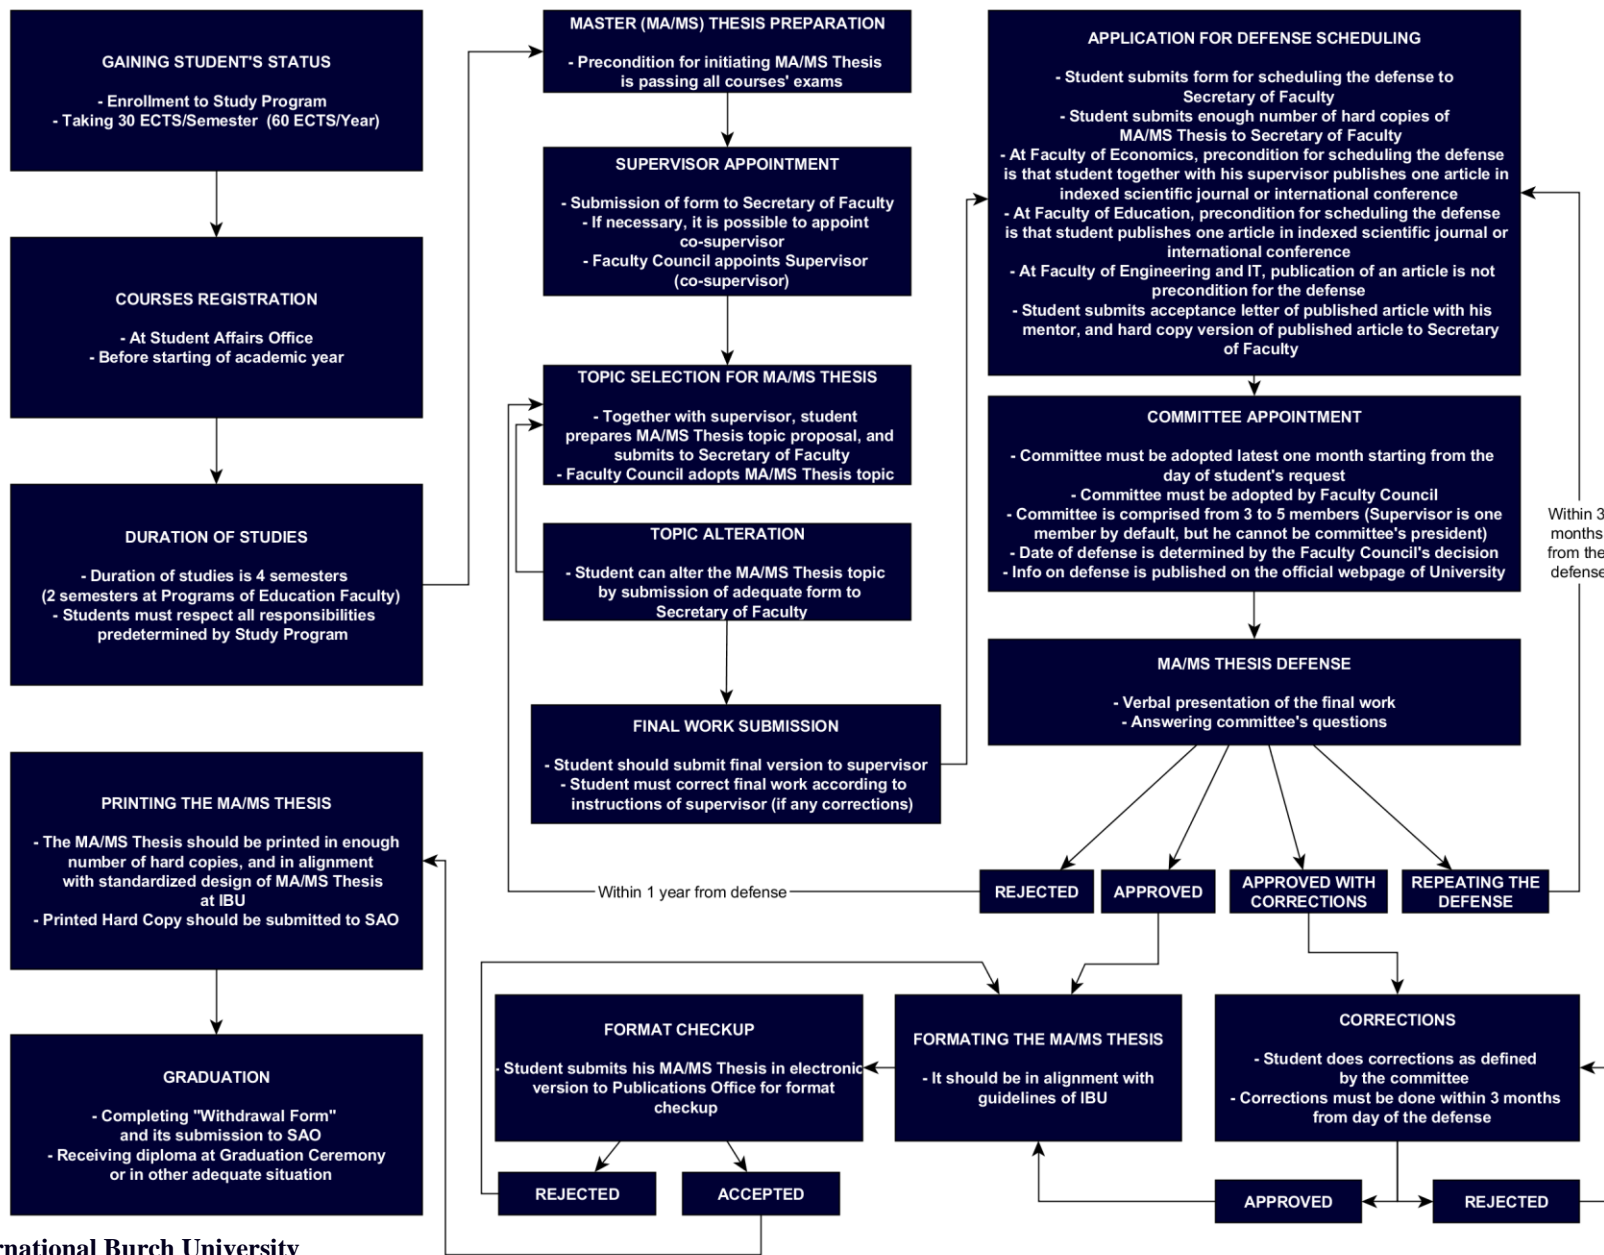 GAINING STUDENT'S STATUS
- Enrollment to Study Program
- Taking 30 ECTS/Semester (60 ECTS/Year)
COURSES REGISTRATION
- At Student Affairs Office
- Before starting of academic year
DURATION OF STUDIES
- Duration of studies is 4 semesters
(2 semesters at Programs of Education Faculty)
- Students must respect all responsibilities
predetermined by Study Program
MASTER (MA/MS) THESIS PREPARATION
- Precondition for initiating MA/MS Thesis
is passing all courses' exams
SUPERVISOR APPOINTMENT
- Submission of form to Secretary of Faculty
- If necessary, it is possible to appoint
co-supervisor
- Faculty Council appoints Supervisor
(co-supervisor)
TOPIC SELECTION FOR MA/MS THESIS
- Together with supervisor, student
prepares MA/MS Thesis topic proposal, and
submits to Secretary of Faculty
- Faculty Council adopts MA/MS Thesis topic
TOPIC ALTERATION
- Student can alter the MA/MS Thesis topic
by submission of adequate form to
Secretary of Faculty
FINAL WORK SUBMISSION
- Student should submit final version to supervisor
- Student must correct final work according to
instructions of supervisor (if any corrections)
APPLICATION FOR DEFENSE SCHEDULING
- Student submits form for scheduling the defense to
Secretary of Faculty
- Student submits enough number of hard copies of
MA/MS Thesis to Secretary of Faculty
- At Faculty of Economics, precondition for scheduling the defense
is that student together with his supervisor publishes one article in
indexed scientific journal or international conference
- At Faculty of Education, precondition for scheduling the defense
is that student publishes one article in indexed scientific journal or
international conference
- At Faculty of Engineering and IT, publication of an article is not
precondition for the defense
- Student submits acceptance letter of published article with his
mentor, and hard copy version of published article to Secretary
of Faculty
COMMITTEE APPOINTMENT
- Committee must be adopted latest one month starting from the
day of student's request
- Committee must be adopted by Faculty Council
- Committee is comprised from 3 to 5 members (Supervisor is one
member by default, but he cannot be committee's president)
- Date of defense is determined by the Faculty Council's decision
- Info on defense is published on the official webpage of University
Within 3
months
from the
defense
MA/MS THESIS DEFENSE
- Verbal presentation of the final work
- Answering committee's questions
Within 1 year from defense
REJECTED
APPROVED
APPROVED WITH
CORRECTIONS
REPEATING THE
DEFENSE
CORRECTIONS
- Student does corrections as defined
by the committee
- Corrections must be done within 3 months
from day of the defense
APPROVED
REJECTED
FORMATING THE MA/MS THESIS
- It should be in alignment with
guidelines of IBU
FORMAT CHECKUP
- Student submits his MA/MS Thesis in electronic
version to Publications Office for format
checkup
REJECTED
ACCEPTED
PRINTING THE MA/MS THESIS
- The MA/MS Thesis should be printed in enough
number of hard copies, and in alignment
with standardized design of MA/MS Thesis
at IBU
- Printed Hard Copy should be submitted to SAO
GRADUATION
- Completing "Withdrawal Form"
and its submission to SAO
- Receiving diploma at Graduation Ceremony
or in other adequate situation
rnational Burch University